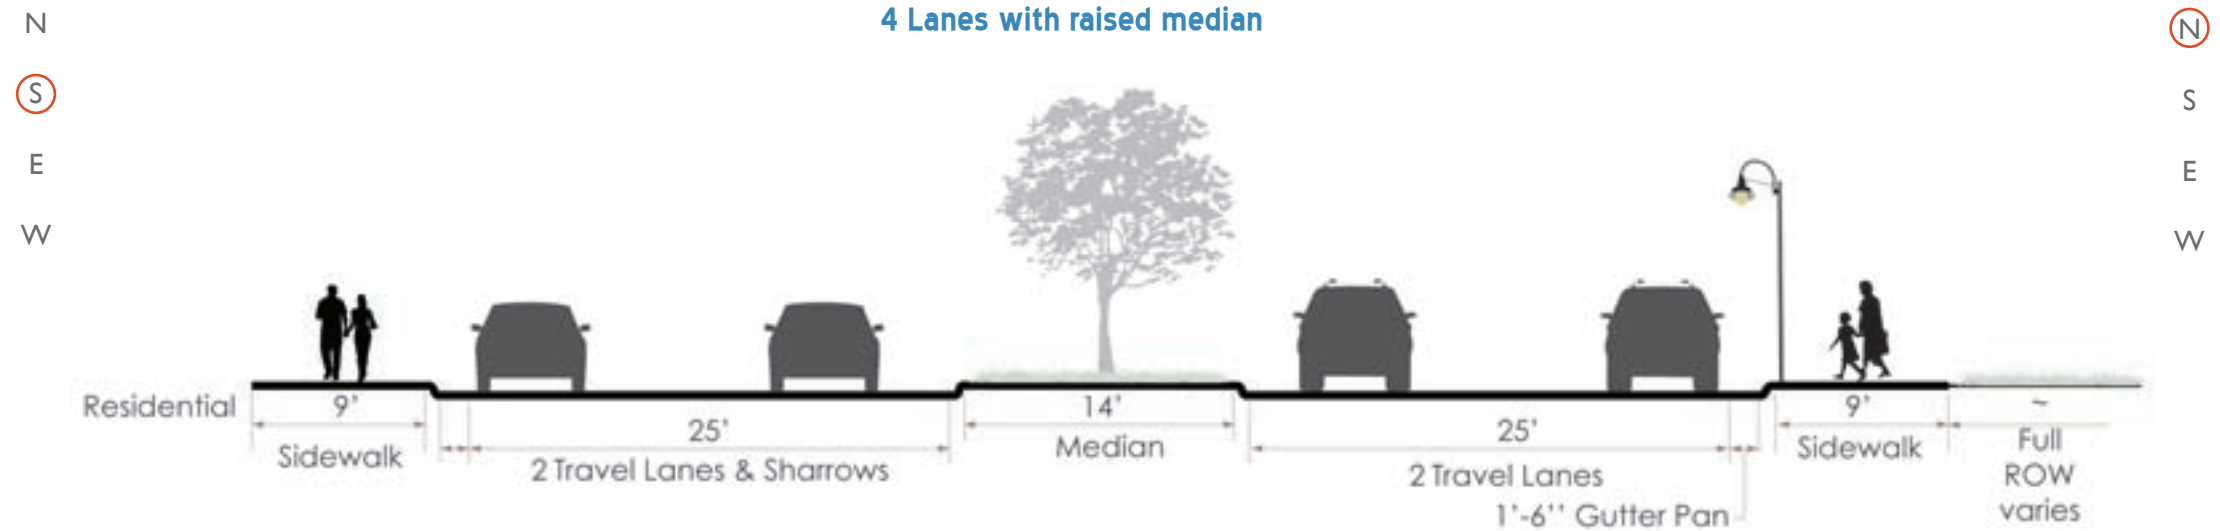 4 Lanes with raised median
N
S
E
W
N
S
E
W
Residential
9’
Sidewalk
25’
2 Travel Lanes & Sharrows
14’
Median
25’
2 Travel Lanes
1’-6’’ Gutter Pan
9’
Sidewalk
~
Full
ROW
varies